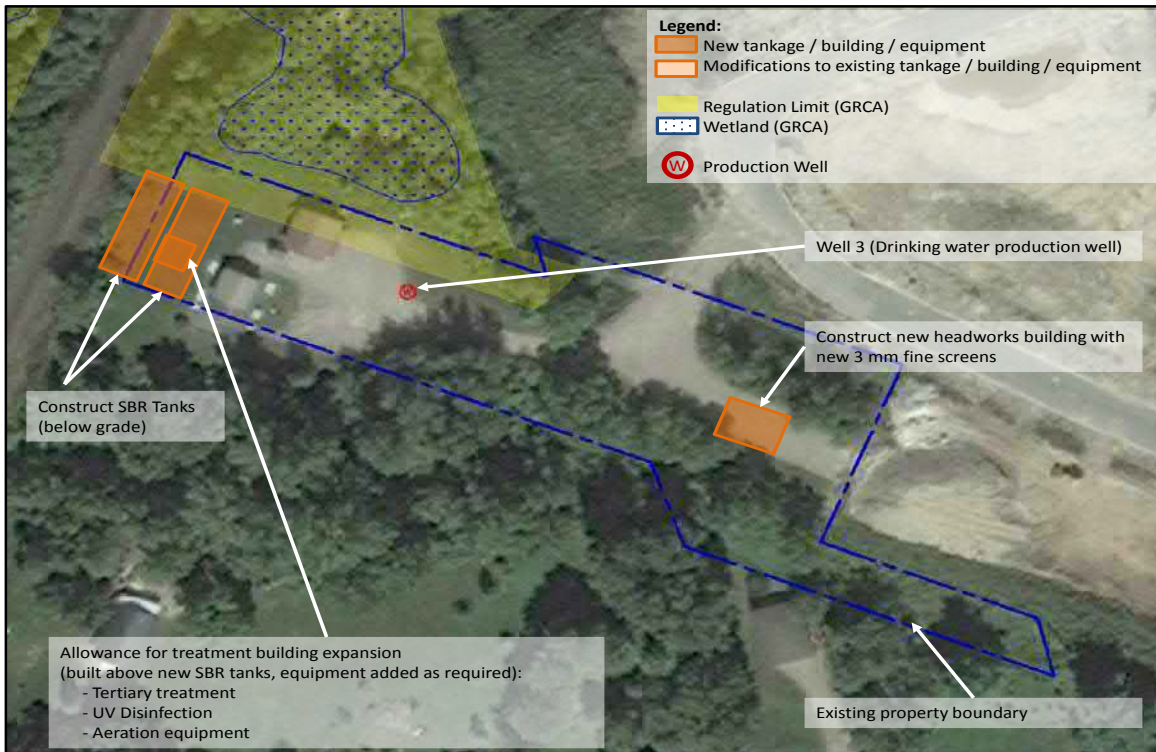 Legend:
New tankage / building / equipment
Modifications to existing tankage / building / equipment
Regulation Limit (GRCA)
Wetland (GRCA)
W
Production Well
Well 3 (Drinking water production well)
W
Construct new headworks building with
new 3 mm fine screens
Construct SBR Tanks
(below grade)
Allowance for treatment building expansion
(built above new SBR tanks, equipment added as required):
- Tertiary treatment
- UV Disinfection
- Aeration equipment
Existing property boundary